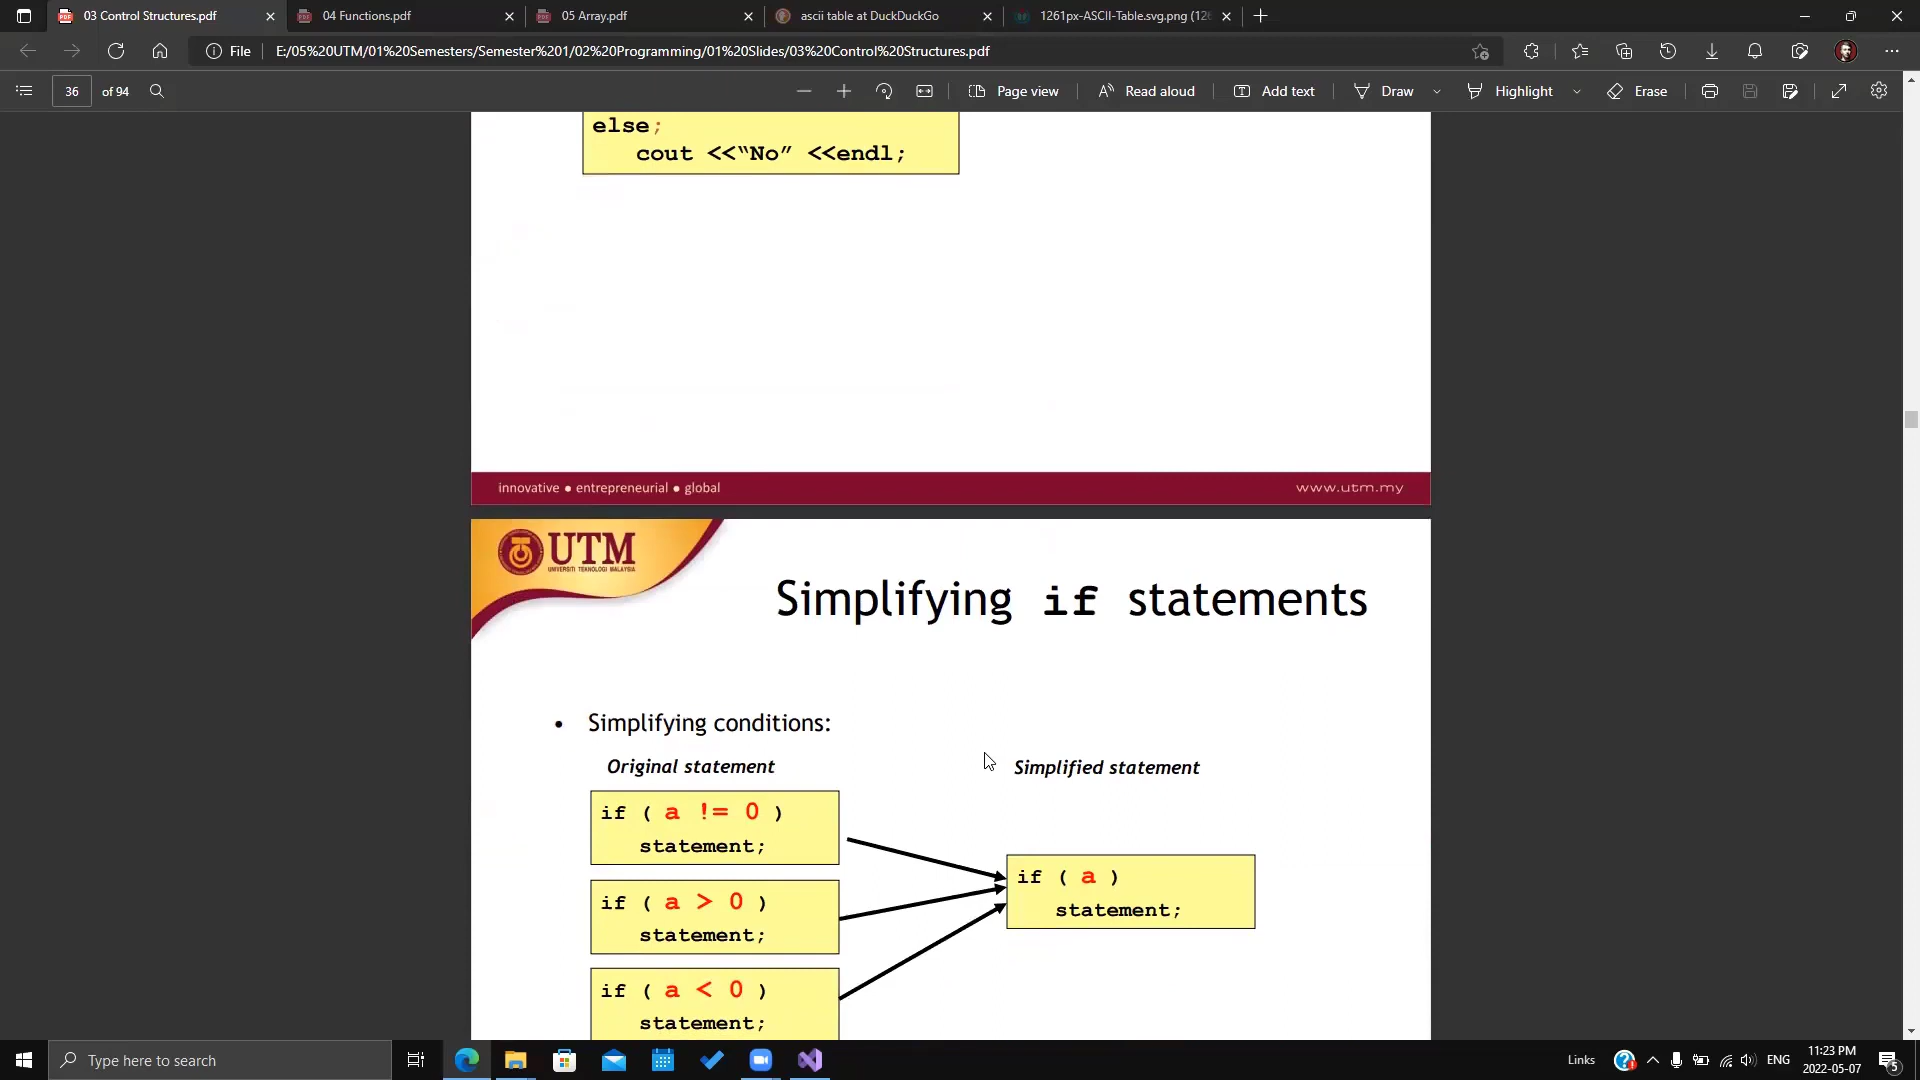 03 Control Structures.pdf
04 Functions.pdf
05 Array.pdf
ascii table at DuckDuckGo
1261px-ASCII-Table.svg.png (126
File
E:/05%20UTM/01%20Semesters/Semester%201/02%20Programming/01%20Slides/03%20Control%20Structures.pdf
36 of 94
Page view
Read aloud
Add text
Draw
Highlight
Erase
else;
cout <<“No” <<endl;
innovative ● entrepreneurial ● global
www.utm.my
UTM
UNIVERSITI TEKNOLOGI MALAYSIA
Simplifying if statements
• Simplifying conditions:
Original statement
Simplified statement
if ( a != 0 )
statement;
if ( a > 0 )
statement;
if ( a < 0 )
statement;
if ( a )
statement;
Type here to search
Links
ENG
11:23 PM
2022-05-07
5